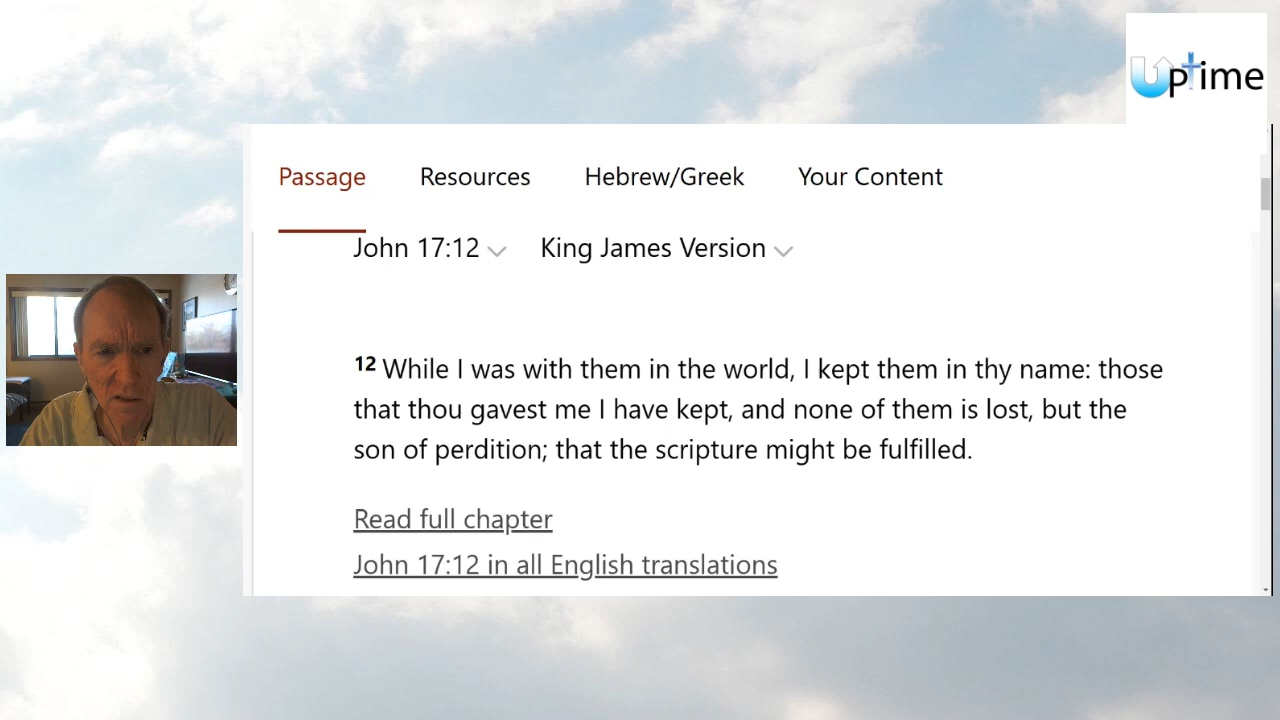 Uptime
Passage Resources Hebrew/Greek Your Content
John 17:12 King James Version
12 While I was with them in the world, I kept them in thy name: those
that thou gavest me I have kept, and none of them is lost, but the
son of perdition; that the scripture might be fulfilled.
Read full chapter
John 17:12 in all English translations